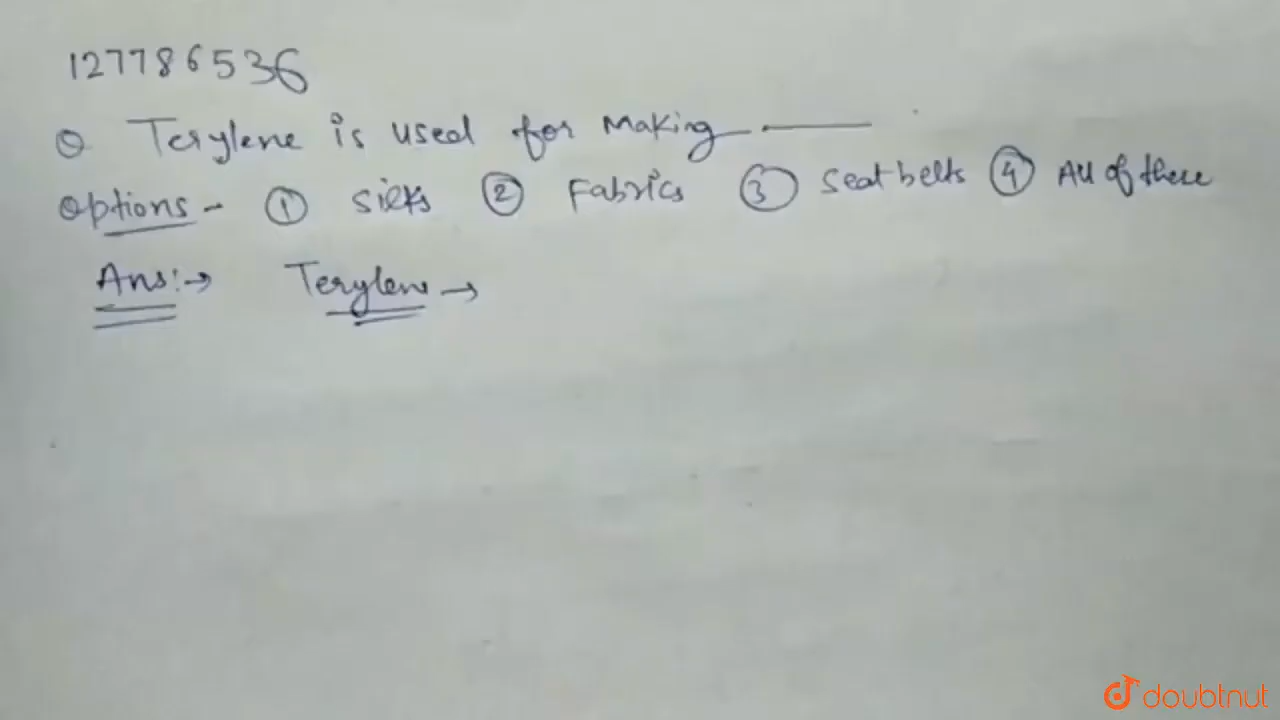 127786536
Q Terylene is used for making ———.
Options - ① silks ② Fabrics ③ seat belts ④ All of these
Ans:→ Terylene →
doubtnut